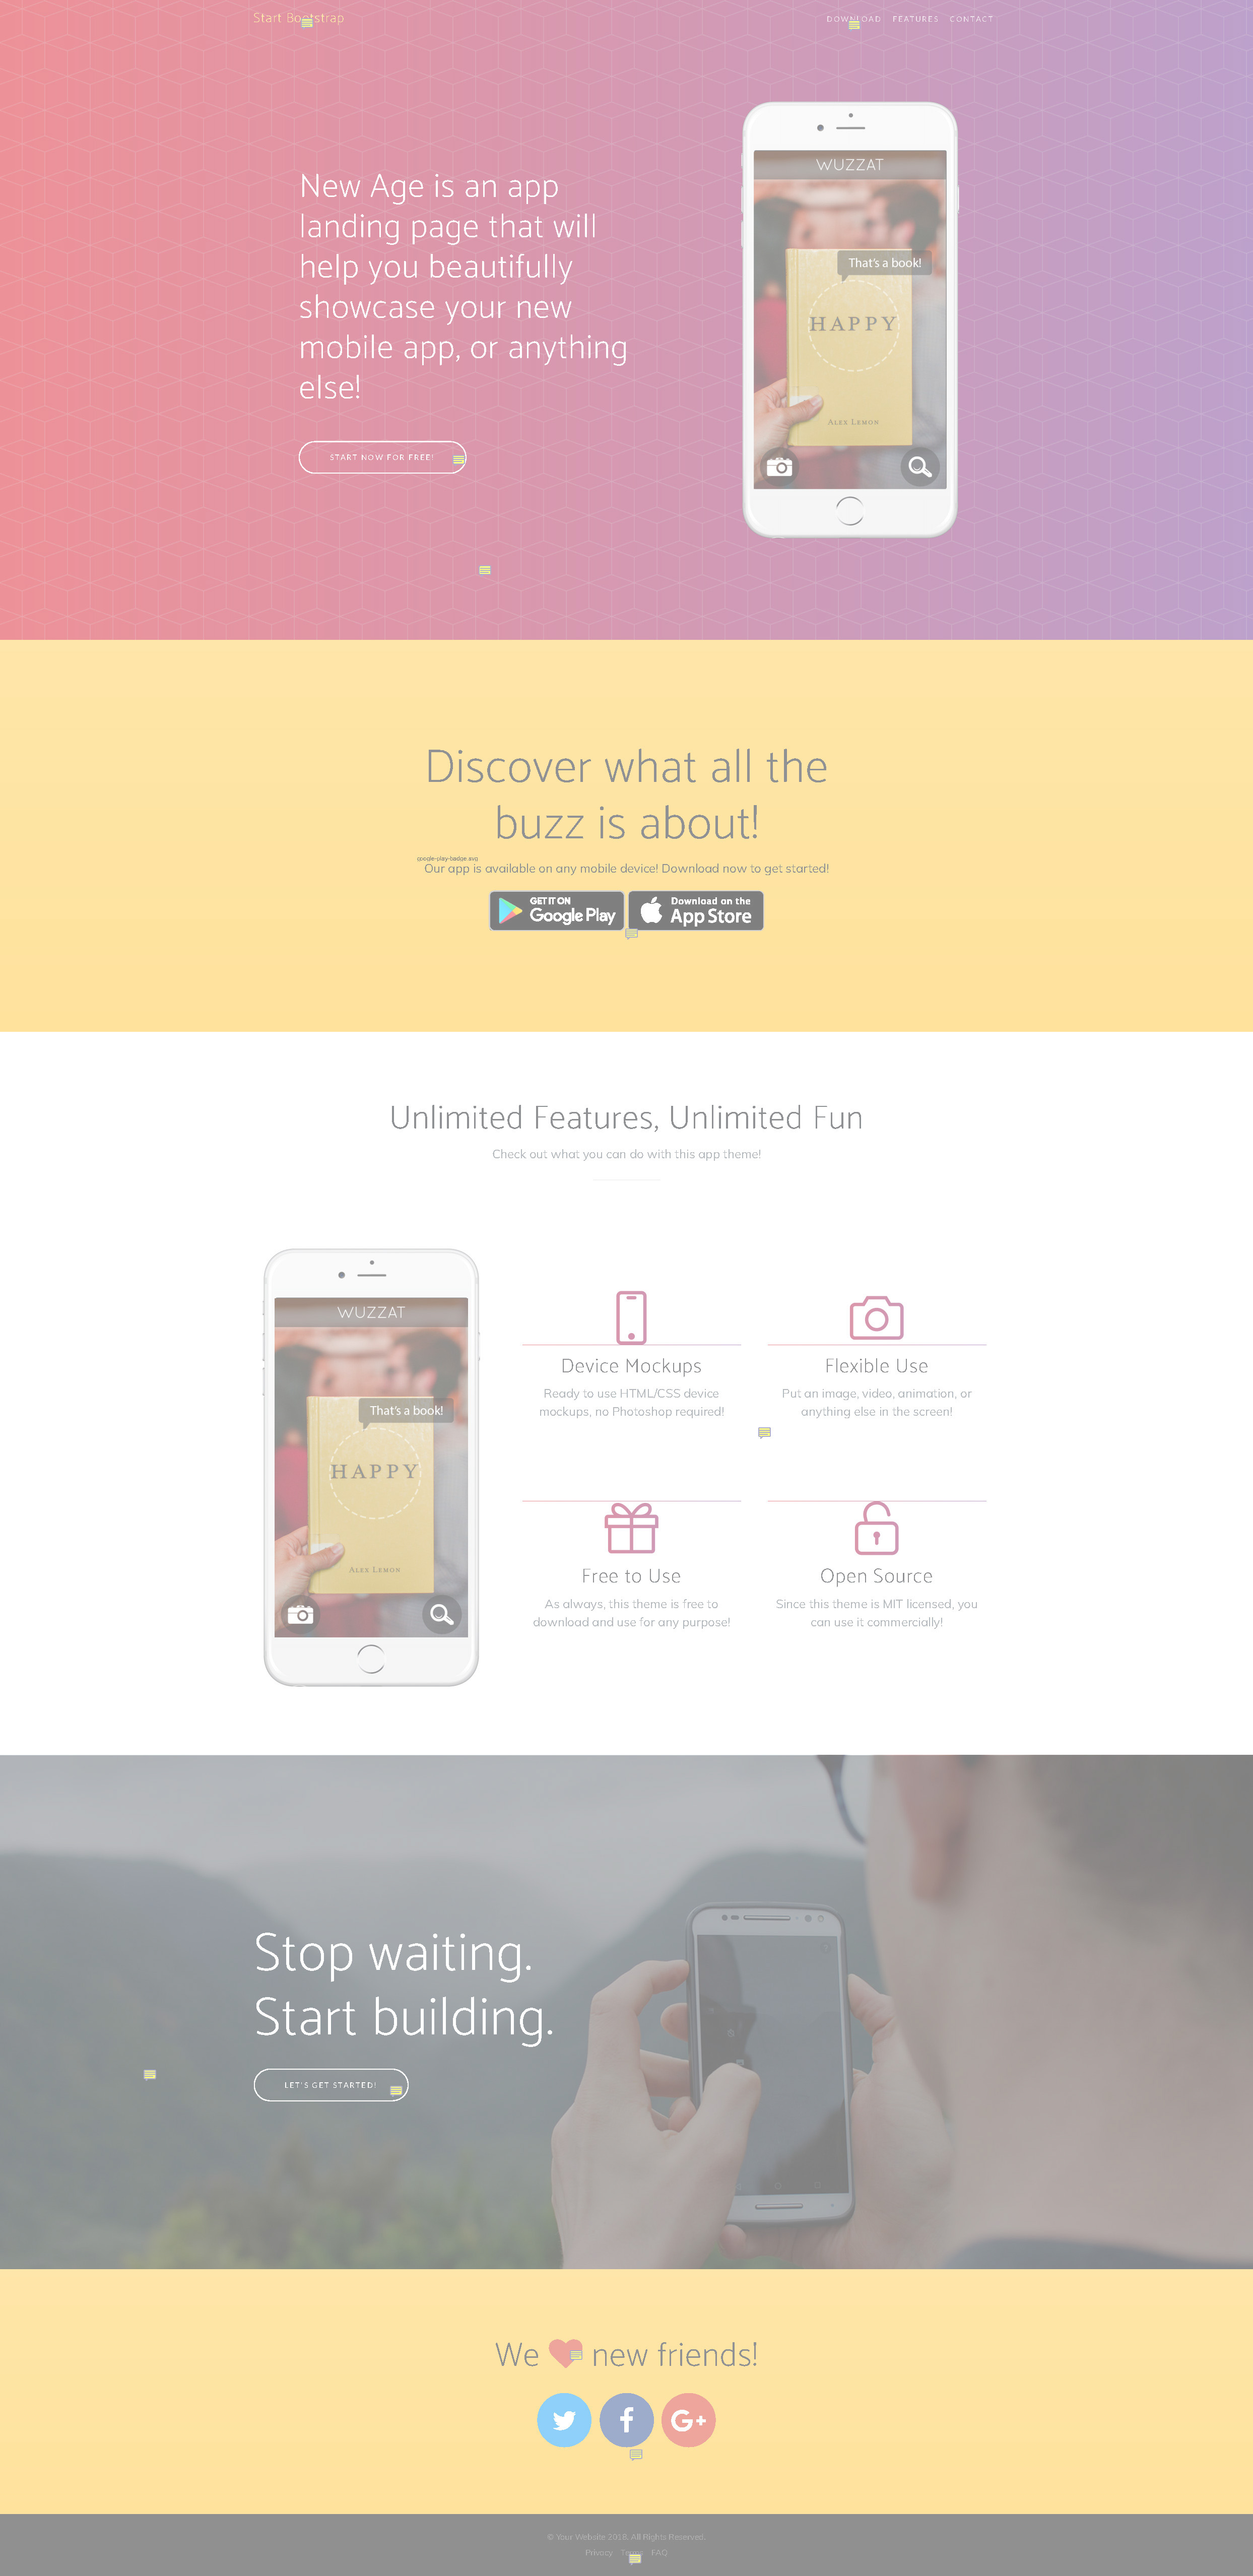 Start Bootstrap
DOWNLOAD FEATURES CONTACT
New Age is an app
landing page that will
help you beautifully
showcase your new
mobile app, or anything
else!
START NOW FOR FREE!
WUZZAT
That's a book!
HAPPY
ALEX LEMON
Discover what all the
buzz is about!
google-play-badge.svg
Our app is available on any mobile device! Download now to get started!
GET IT ON
Google Play
Download on the
App Store
Unlimited Features, Unlimited Fun
Check out what you can do with this app theme!
WUZZAT
That's a book!
HAPPY
ALEX LEMON
Device Mockups
Ready to use HTML/CSS device
mockups, no Photoshop required!
Flexible Use
Put an image, video, animation, or
anything else in the screen!
Free to Use
As always, this theme is free to
download and use for any purpose!
Open Source
Since this theme is MIT licensed, you
can use it commercially!
Stop waiting.
Start building.
LET'S GET STARTED!
We new friends!
G+
© Your Website 2018. All Rights Reserved.
Privacy Terms FAQ